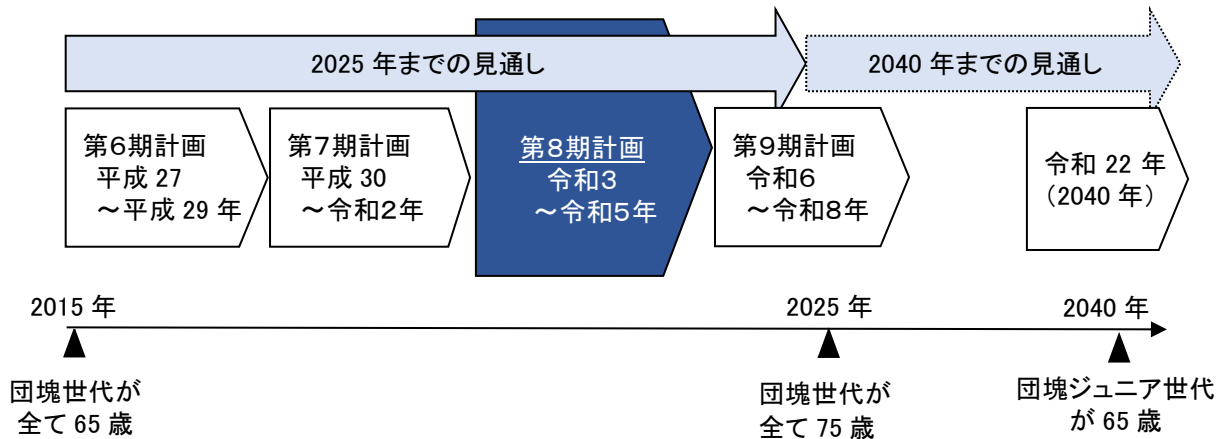 2025 年までの見通し
2040 年までの見通し
第6期計画
平成 27
～平成 29 年
第7期計画
平成 30
～令和2年
第8期計画
令和3
～令和5年
第9期計画
令和6
～令和8年
令和 22 年
（2040 年）
2015 年
2025 年
2040 年
団塊世代が
全て 65 歳
団塊世代が
全て 75 歳
団塊ジュニア世代
が 65 歳